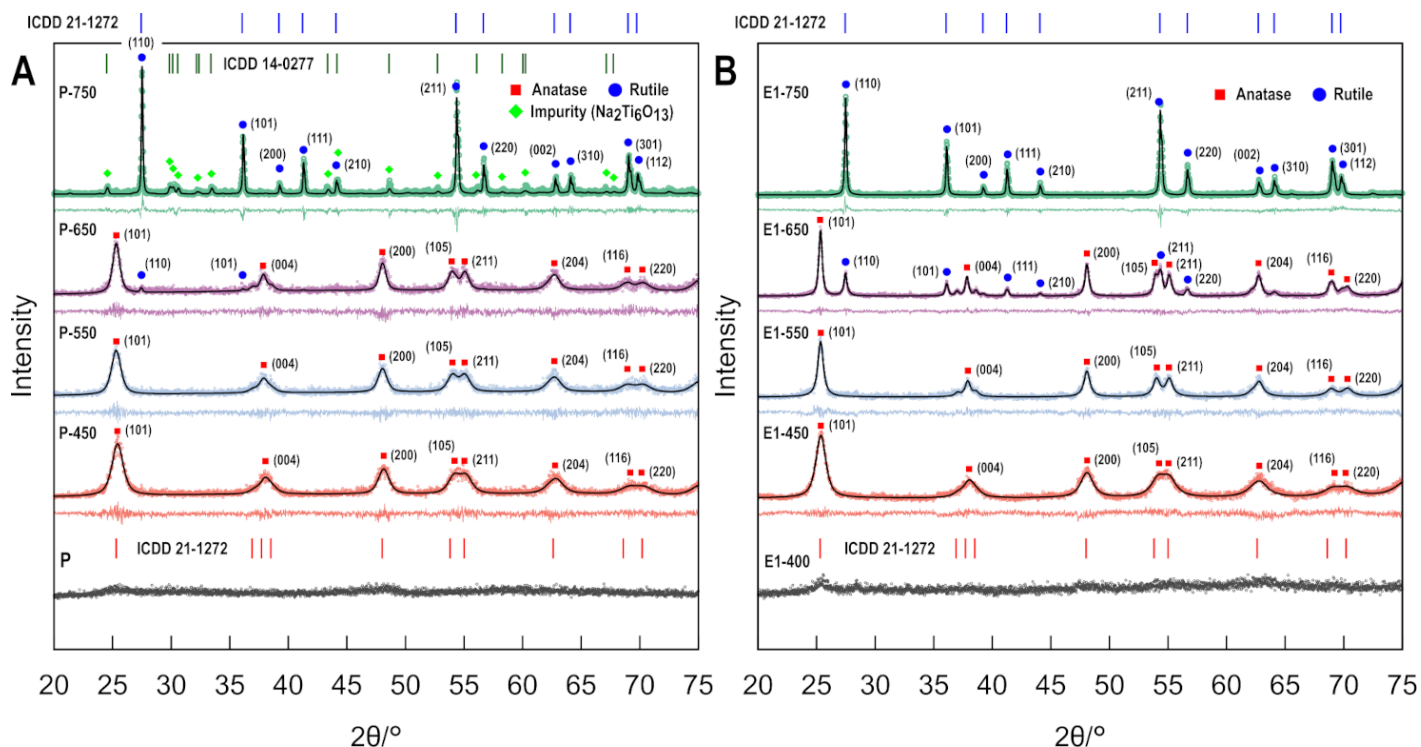 ICDD 21-1272
A
(110)
ICDD 14-0277
P-750
Anatase
Rutile
Impurity (Na2Ti6O13)
(101)
(200)
(111)
(210)
(211)
(220)
(002)
(310)
(301)
(112)
P-650
(101)
(110)
(101)
(004)
(200)
(105)
(211)
(204)
(116)
(220)
P-550
(101)
(004)
(200)
(105)
(211)
(204)
(116)
(220)
P-450
(101)
(004)
(200)
(105)
(211)
(204)
(116)
(220)
P
ICDD 21-1272
Intensity
20 25 30 35 40 45 50 55 60 65 70 75
2θ/°
ICDD 21-1272
B
E1-750
(110)
Anatase
Rutile
(101)
(200)
(111)
(210)
(211)
(220)
(002)
(310)
(301)
(112)
E1-650
(101)
(110)
(101)
(004)
(111)
(210)
(200)
(105)
(211)
(211)
(220)
(204)
(116)
(220)
E1-550
(101)
(004)
(200)
(105)
(211)
(204)
(116)
(220)
E1-450
(101)
(004)
(200)
(105)
(211)
(204)
(116)
(220)
ICDD 21-1272
E1-400
Intensity
20 25 30 35 40 45 50 55 60 65 70 75
2θ/°